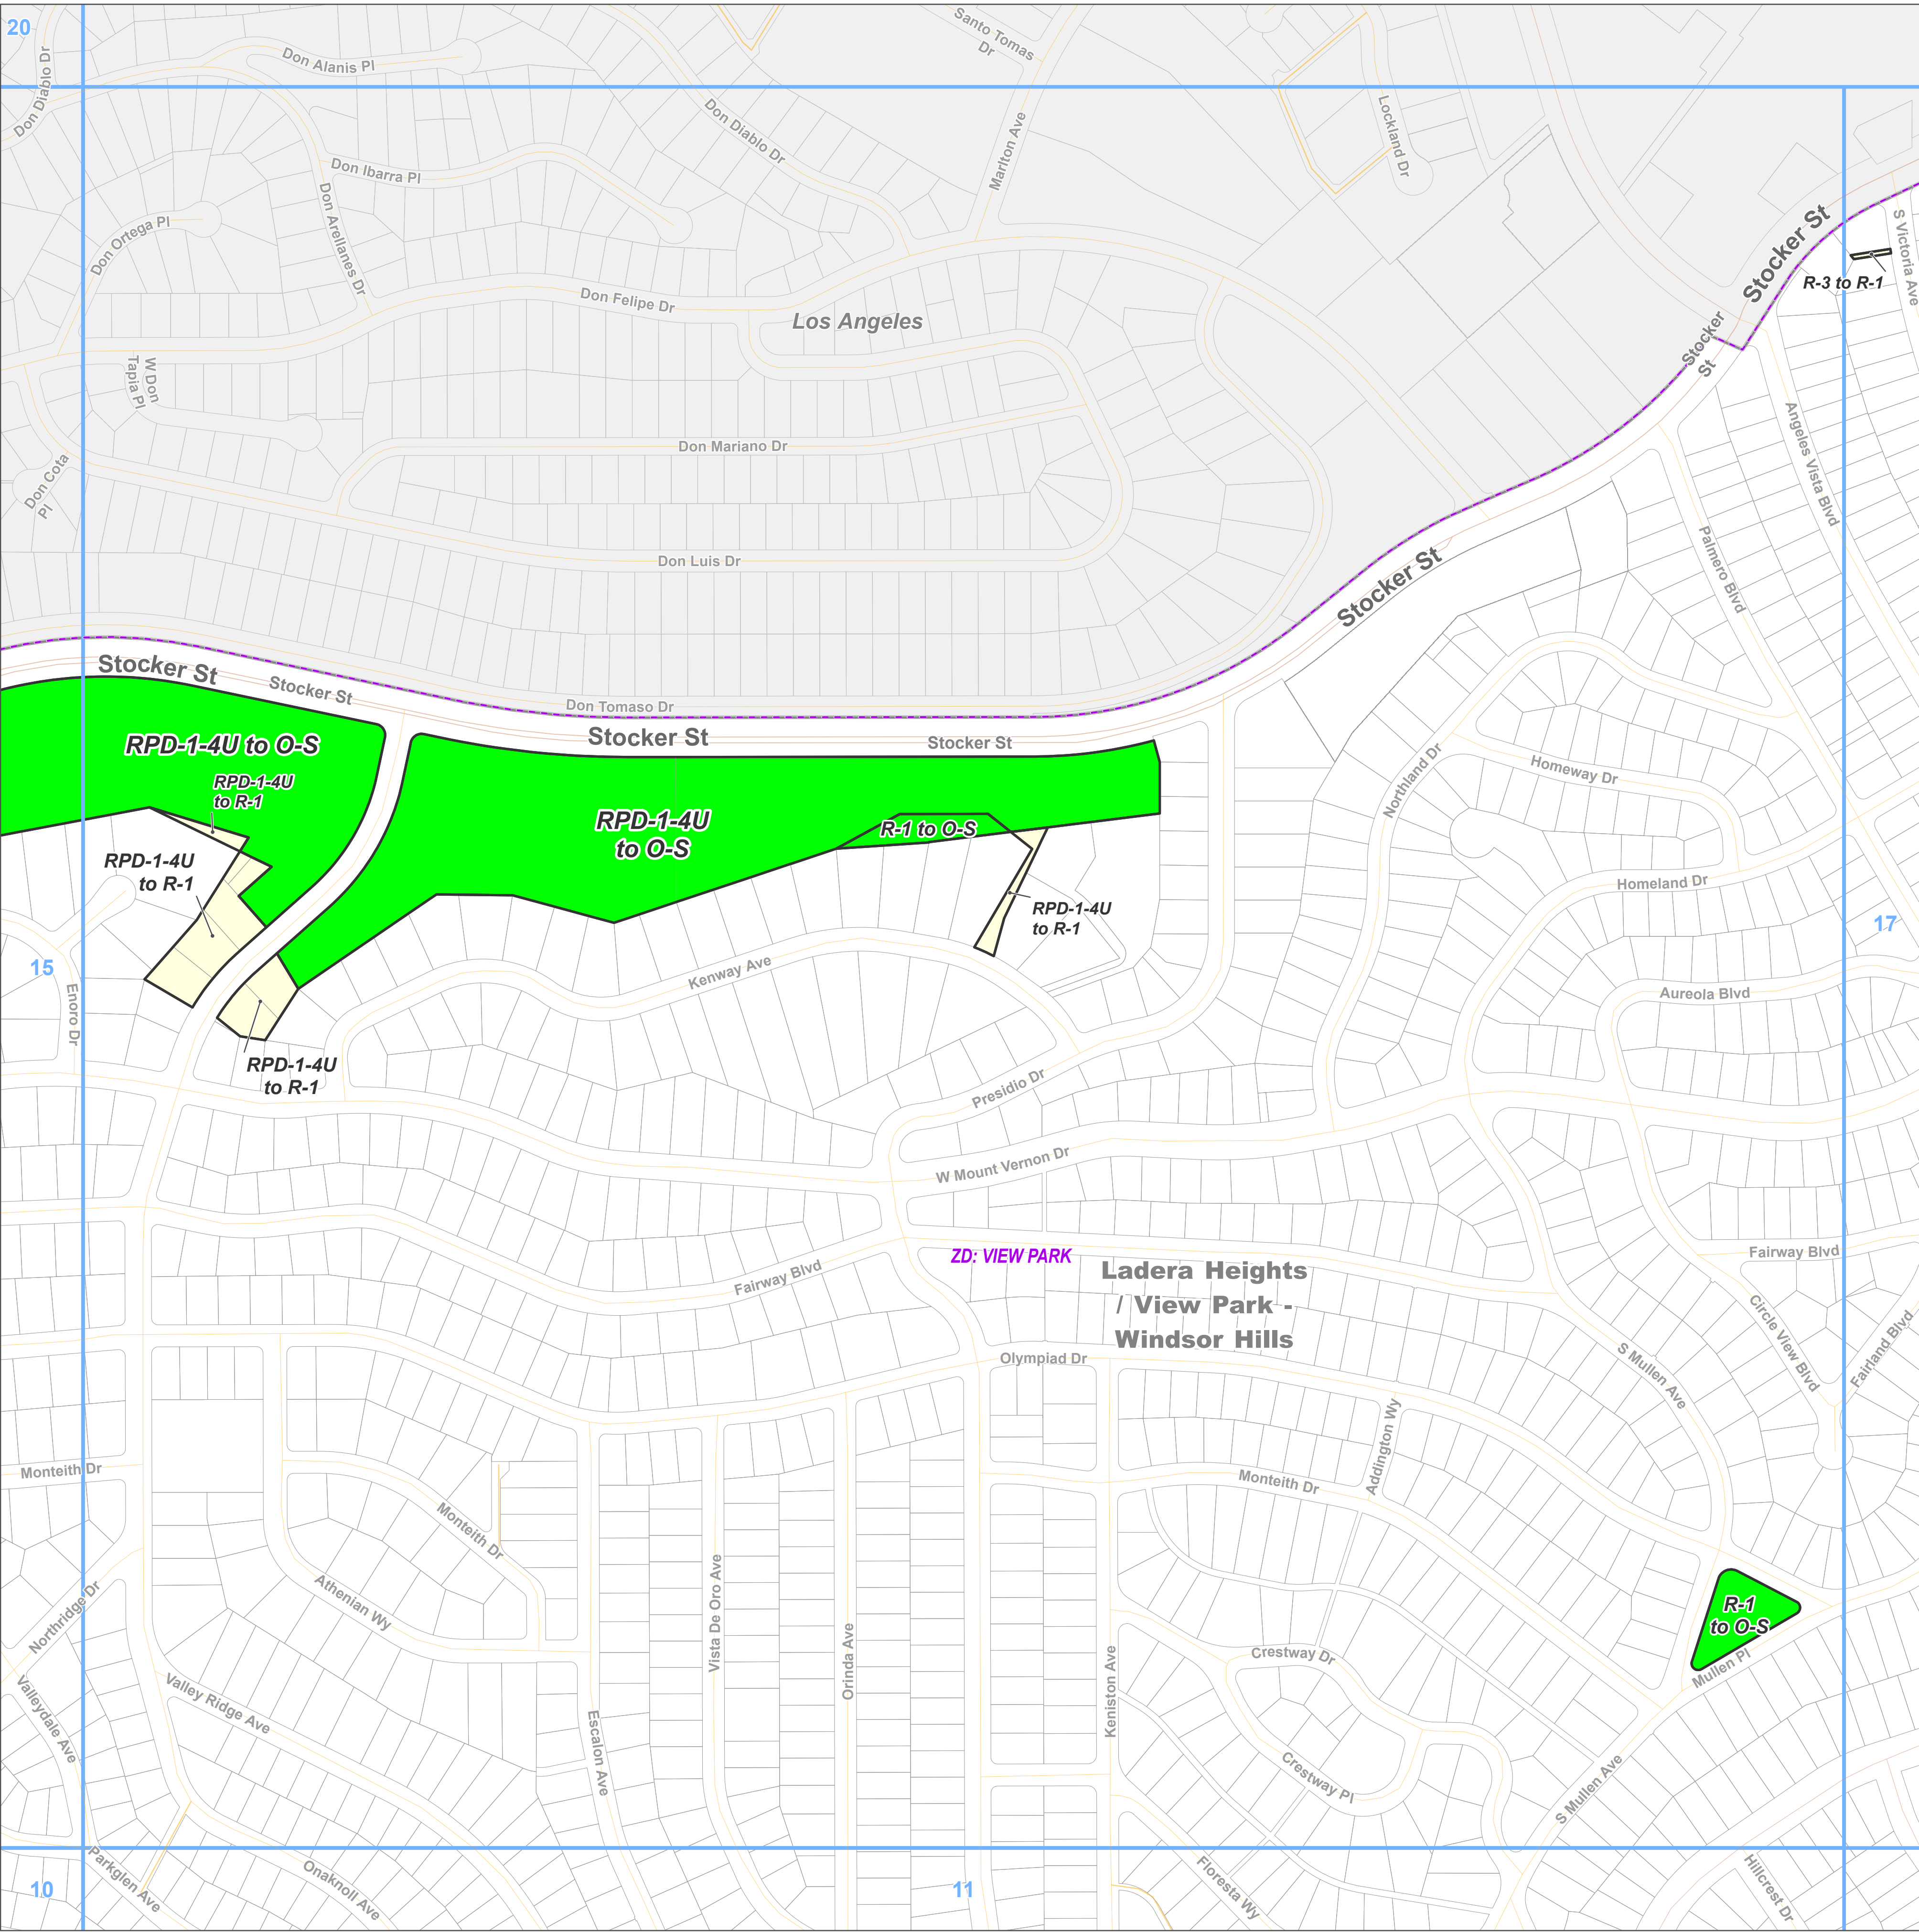 20
Don Diablo Dr
Don Alanis Pl
Santo Tomas
Dr
Don Diablo Dr
Marlton Ave
Lockland Dr
Don Ibarra Pl
Don Arellanes Dr
Don Ortega Pl
Stocker St
S Victoria Ave
R-3 to R-1
Don Felipe Dr
Los Angeles
Stocker
St
W Don
Tapia Pl
Don Mariano Dr
Don Cota
Pl
Angeles Vista Blvd
Don Luis Dr
Palmero Blvd
Stocker St
Stocker St
Stocker St
Don Tomaso Dr
Stocker St
Stocker St
RPD-1-4U to O-S
RPD-1-4U
to R-1
Northland Dr
Homeway Dr
RPD-1-4U
to O-S
R-1 to O-S
RPD-1-4U
to R-1
Homeland Dr
RPD-1-4U
to R-1
17
15
Kenway Ave
Enoro Dr
Aureola Blvd
RPD-1-4U
to R-1
Presidio Dr
W Mount Vernon Dr
ZD: VIEW PARK
Fairway Blvd
Fairway Blvd
Ladera Heights
/ View Park -
Windsor Hills
Circle View Blvd
Fairland Blvd
Olympiad Dr
S Mullen Ave
Addington Wy
Monteith Dr
Monteith Dr
Monteith Dr
Athenian Wy
Northridge Dr
Vista De Oro Ave
Orinda Ave
Keniston Ave
Crestway Dr
R-1
to O-S
Mullen Pl
Valley Ridge Ave
Valleydale Ave
Escalon Ave
Crestway Pl
S Mullen Ave
Parkglen Ave
Onaknoll Ave
Floresta Wy
Hillcrest Dr
10
11